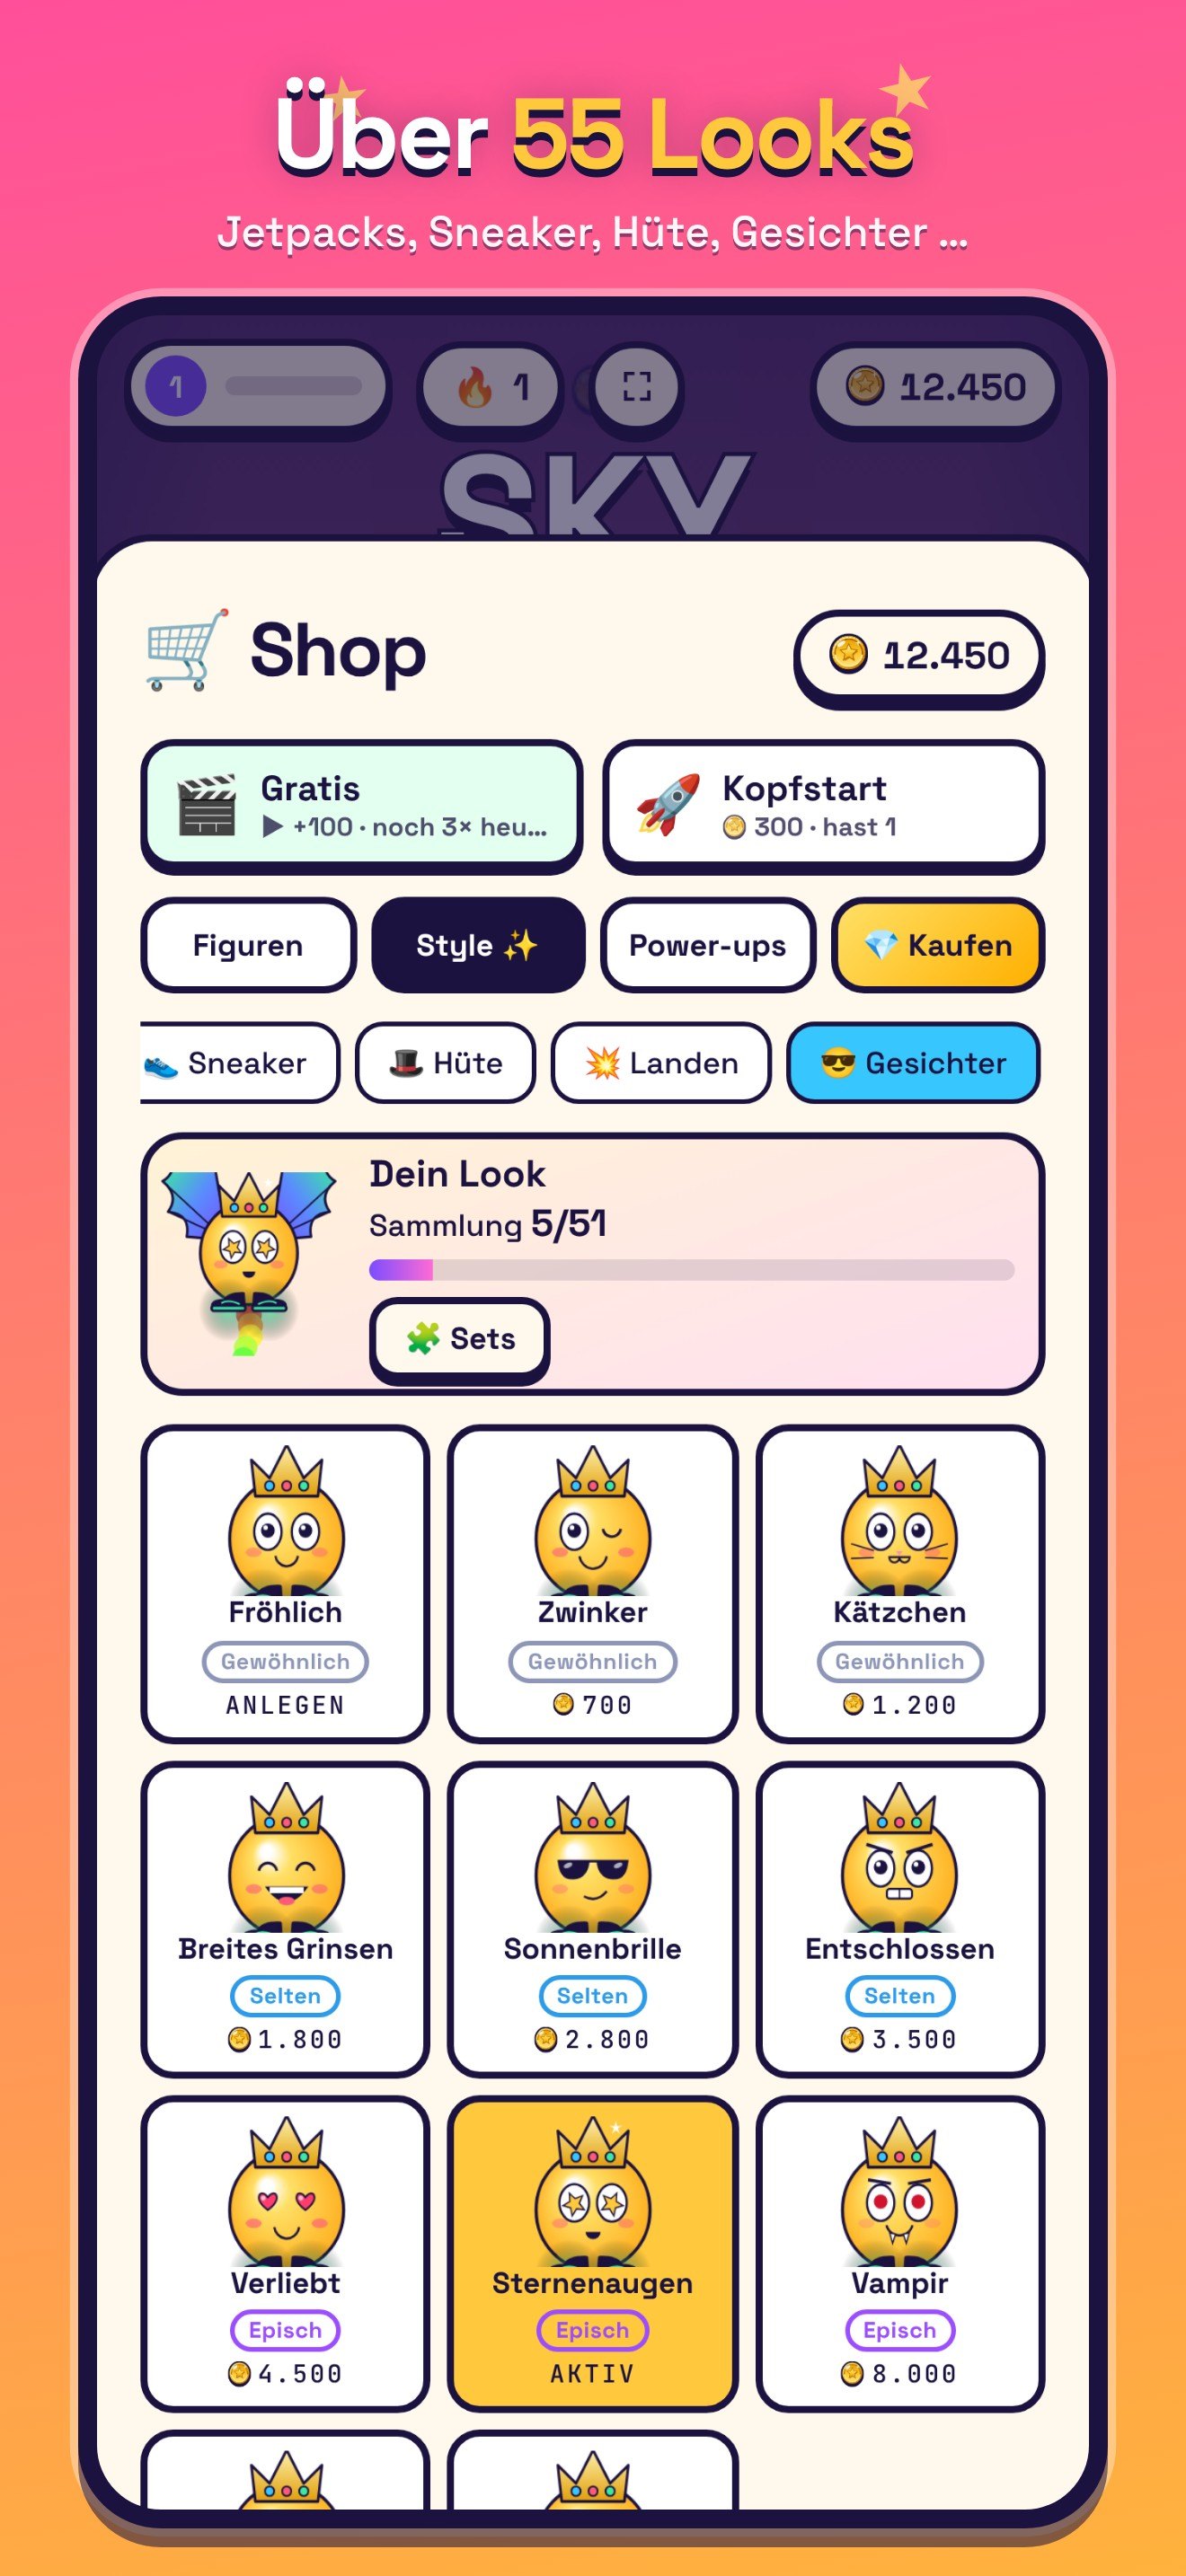 Über 55 Looks
Jetpacks, Sneaker, Hüte, Gesichter ...
1
1
12.450
SKY
Shop
12.450
Gratis
Kopfstart
+100 · noch 3× heu...
300 · hast 1
Figuren
Style
Power-ups
Kaufen
Sneaker
Hüte
Landen
Gesichter
Dein Look
Sammlung 5/51
Sets
Fröhlich
Zwinker
Kätzchen
Gewöhnlich
Gewöhnlich
Gewöhnlich
ANLEGEN
700
1.200
Breites Grinsen
Sonnenbrille
Entschlossen
Selten
Selten
Selten
1.800
2.800
3.500
Verliebt
Sternenaugen
Vampir
Episch
Episch
Episch
4.500
AKTIV
8.000